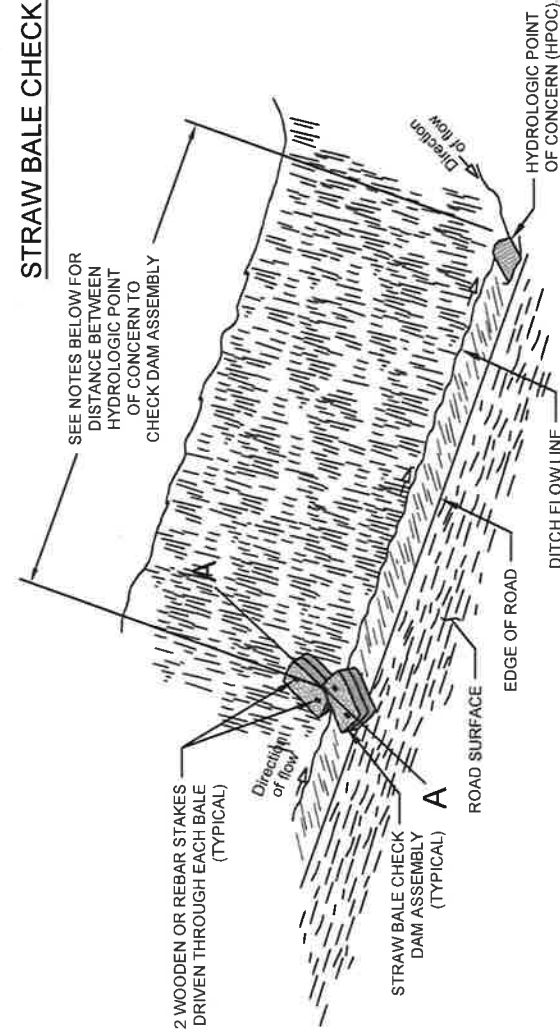 STRAW BALE CHECK
SEE NOTES BELOW FOR
DISTANCE BETWEEN
HYDROLOGIC POINT
OF CONCERN TO
CHECK DAM ASSEMBLY
2 WOODEN OR REBAR STAKES
DRIVEN THROUGH EACH BALE
(TYPICAL)
A
Direction
of flow
Direction
of flow
HYDROLOGIC POINT
OF CONCERN (HPOC)
STRAW BALE CHECK
DAM ASSEMBLY
(TYPICAL)
A
ROAD SURFACE
EDGE OF ROAD
DITCH FLOW LINE